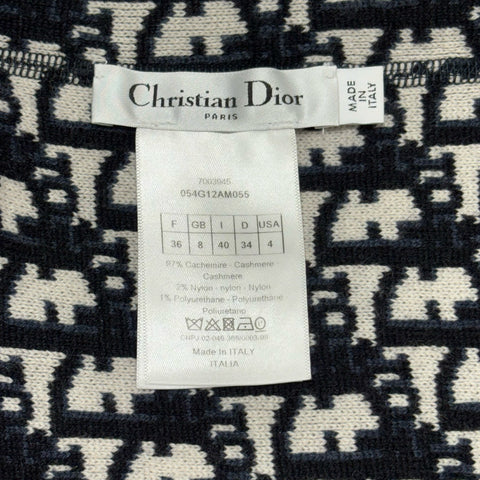 Christian Dior
PARIS
MADE
IN
ITALY
7003945
054G12AM055
F GB I D USA
36 8 40 34 4
97% Cachemire - Cashmere
Cashmere
2% Nylon - nylon - Nylon
1% Polyurethane - Polyurethane
Poliuretano
Made In ITALY
ITALIA